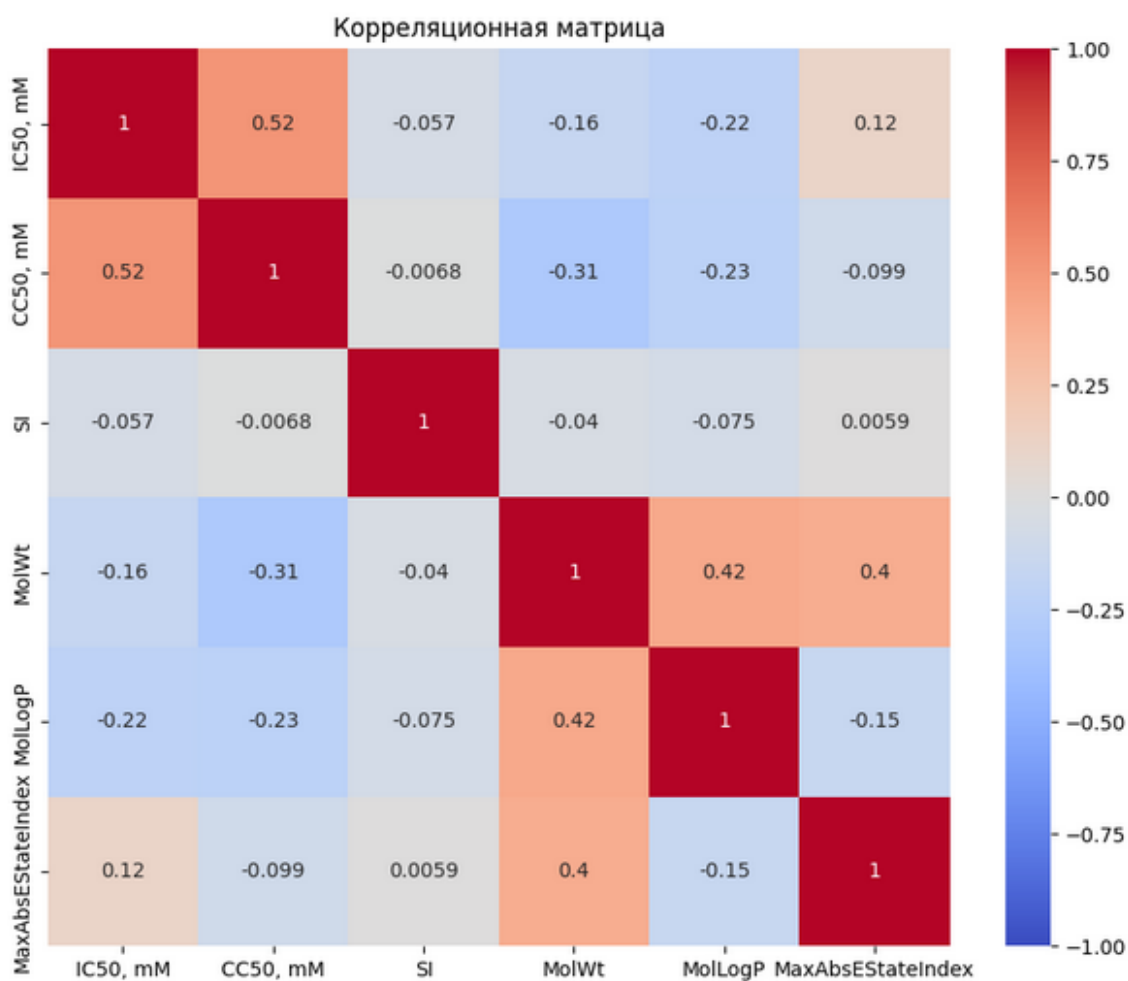 Корреляционная матрица
IC50, mM 1 0.52 -0.057 -0.16 -0.22 0.12
CC50, mM 0.52 1 -0.0068 -0.31 -0.23 -0.099
SI -0.057 -0.0068 1 -0.04 -0.075 0.0059
MolWt -0.16 -0.31 -0.04 1 0.42 0.4
MolLogP -0.22 -0.23 -0.075 0.42 1 -0.15
MaxAbsEStateIndex 0.12 -0.099 0.0059 0.4 -0.15 1
IC50, mM CC50, mM SI MolWt MolLogP MaxAbsEStateIndex
1.00
0.75
0.50
0.25
0.00
−0.25
−0.50
−0.75
−1.00